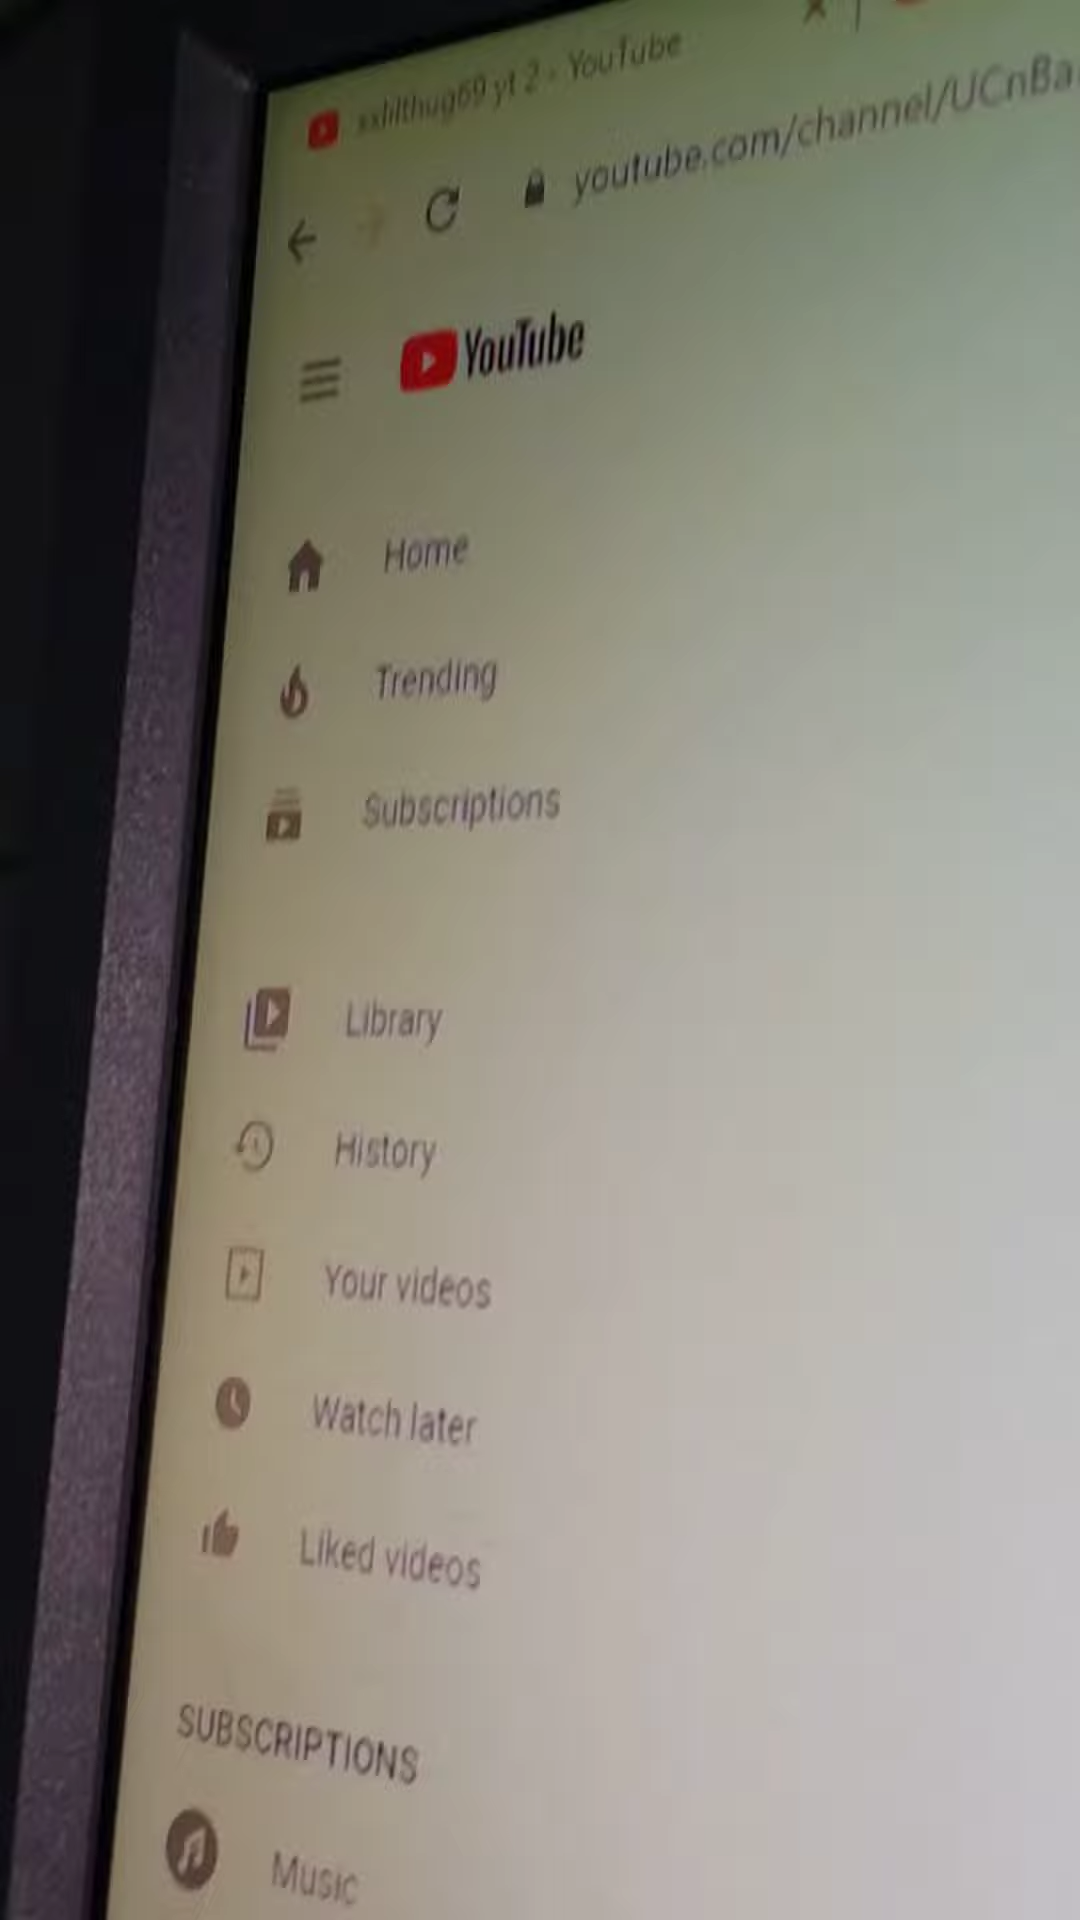 yt 2 - YouTube
youtube.com/channel/UCnBa
YouTube
Home
Trending
Subscriptions
Library
History
Your videos
Watch later
Liked videos
SUBSCRIPTIONS
Music